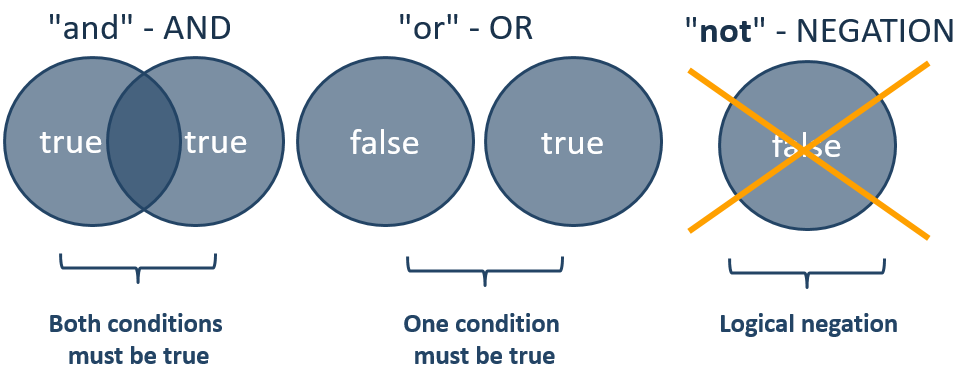 "and" - AND
"or" - OR
"not" - NEGATION
true
true
false
true
false
Both conditions
must be true
One condition
must be true
Logical negation